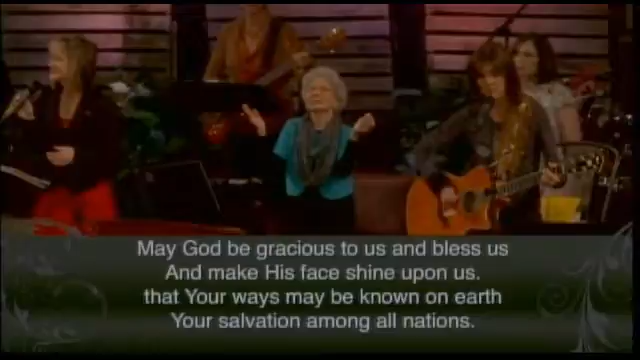 May God be gracious to us and bless us
And make His face shine upon us.
that Your ways may be known on earth
Your salvation among all nations.